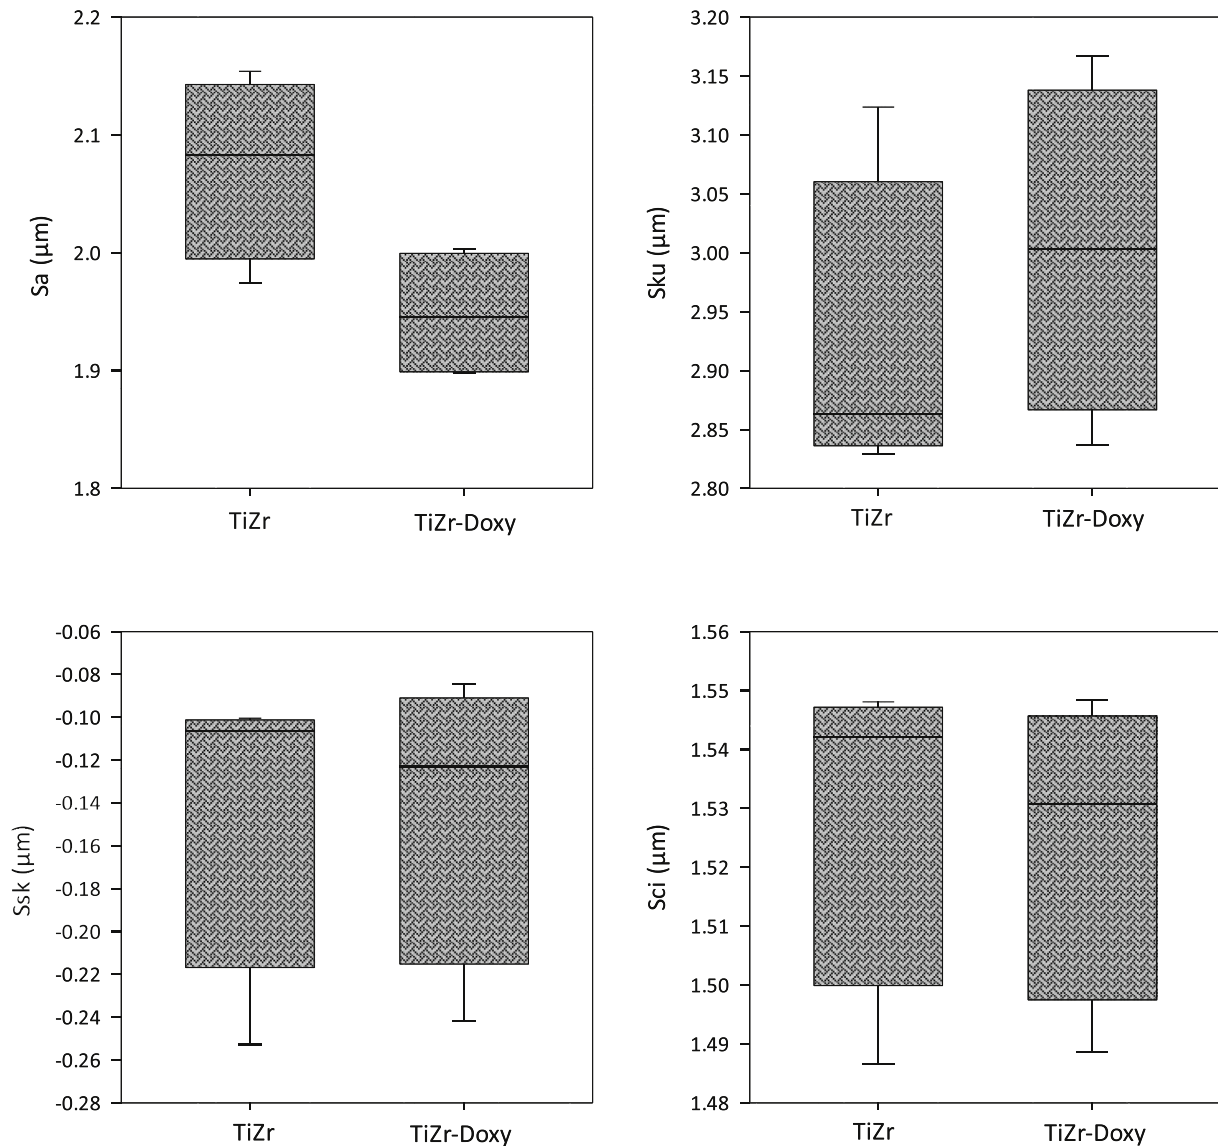 2.2
2.1
2.0
1.9
1.8
Sa (µm)
TiZr
TiZr-Doxy
3.20
3.15
3.10
3.05
3.00
2.95
2.90
2.85
2.80
Sku (µm)
TiZr
TiZr-Doxy
-0.06
-0.08
-0.10
-0.12
-0.14
-0.16
-0.18
-0.20
-0.22
-0.24
-0.26
-0.28
Ssk (µm)
TiZr
TiZr-Doxy
1.56
1.55
1.54
1.53
1.52
1.51
1.50
1.49
1.48
Sci (µm)
TiZr
TiZr-Doxy